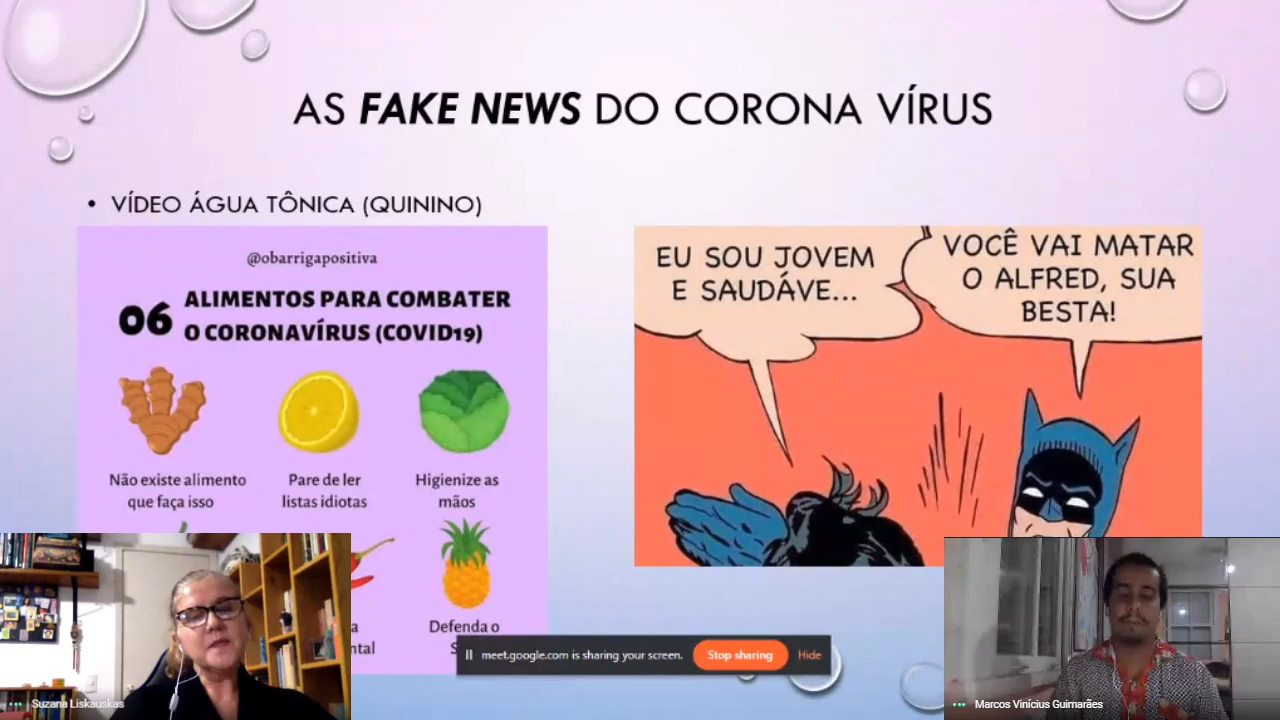 AS FAKE NEWS DO CORONA VÍRUS
• VÍDEO ÁGUA TÔNICA (QUININO)
@obarrigapositiva
06 ALIMENTOS PARA COMBATER
O CORONAVÍRUS (COVID19)
Não existe alimento
que faça isso
Pare de ler
listas idiotas
Higienize as
mãos
Defenda o
EU SOU JOVEM
E SAUDÁVE...
VOCÊ VAI MATAR
O ALFRED, SUA
BESTA!
meet.google.com is sharing your screen.
Stop sharing
Hide
Suzana Liskauskas
Marcos Vinícius Guimarães